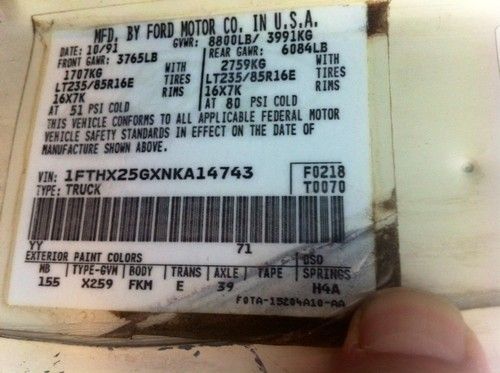 MFD. BY FORD MOTOR CO. IN U.S.A.
DATE: 10/91 GVWR: 8800LB/ 3991KG
FRONT GAWR: 3765LB REAR GAWR: 6084LB
1707KG WITH 2759KG WITH
LT235/85R16E TIRES LT235/85R16E TIRES
16X7K RIMS 16X7K RIMS
AT 51 PSI COLD AT 80 PSI COLD
THIS VEHICLE CONFORMS TO ALL APPLICABLE FEDERAL MOTOR
VEHICLE SAFETY STANDARDS IN EFFECT ON THE DATE OF
MANUFACTURE SHOWN ABOVE.
VIN: 1FTHX25GXNKA14743 F0218
TYPE: TRUCK T0070
YY 71
EXTERIOR PAINT COLORS DSO
WB TYPE-GVM BODY TRANS AXLE TAPE SPRINGS
155 X259 FKM E 39 H4A
F0TA-15204A10-AA